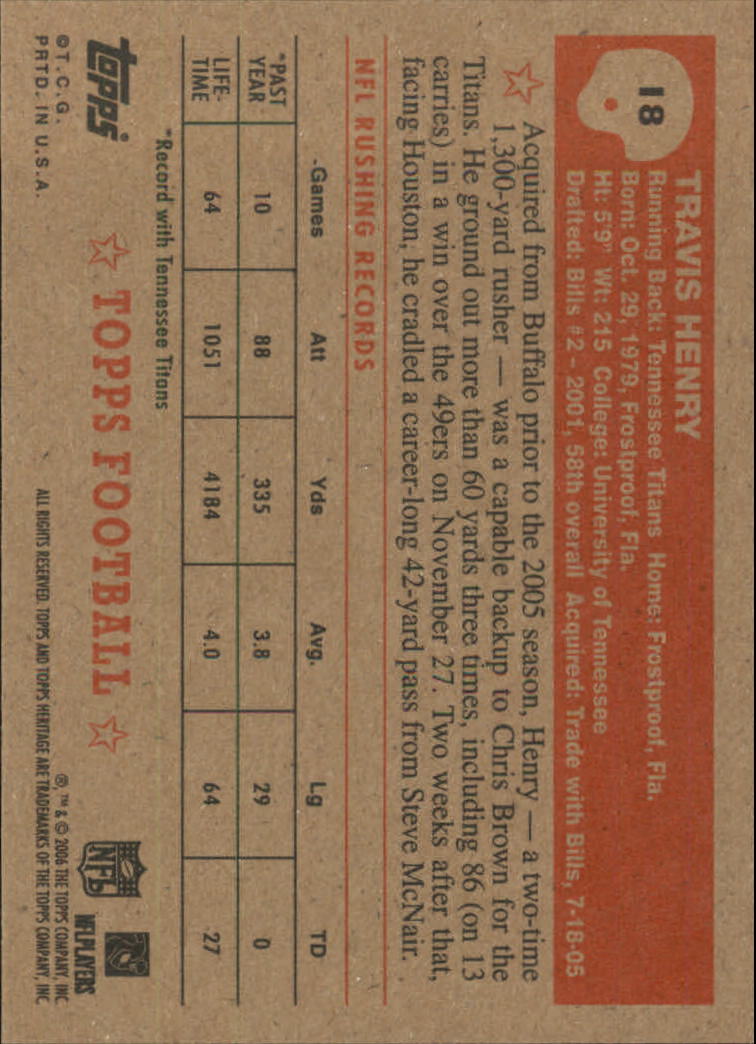 18
TRAVIS HENRY
Running Back: Tennessee Titans Home: Frostproof, Fla.
Born: Oct. 29, 1979, Frostproof, Fla.
Ht: 5'9" Wt: 215 College: University of Tennessee
Drafted: Bills #2 - 2001, 58th overall Acquired: Trade with Bills, 7-18-05
Acquired from Buffalo prior to the 2005 season, Henry — a two-time
1,300-yard rusher — was a capable backup to Chris Brown for the
Titans. He ground out more than 60 yards three times, including 86 (on 13
carries) in a win over the 49ers on November 27. Two weeks after that,
facing Houston, he cradled a career-long 42-yard pass from Steve McNair.
NFL RUSHING RECORDS
Games Att Yds Avg. Lg TD
*PAST YEAR 10 88 335 3.8 29 0
LIFE-TIME 64 1051 4184 4.0 64 27
*Record with Tennessee Titans
topps
TOPPS FOOTBALL
NFL
NFLPLAYERS
©T.C.G.
PRTD. IN U.S.A.
®, ™ & © 2006 THE TOPPS COMPANY, INC
ALL RIGHTS RESERVED. TOPPS AND TOPPS HERITAGE ARE TRADEMARKS OF THE TOPPS COMPANY, INC